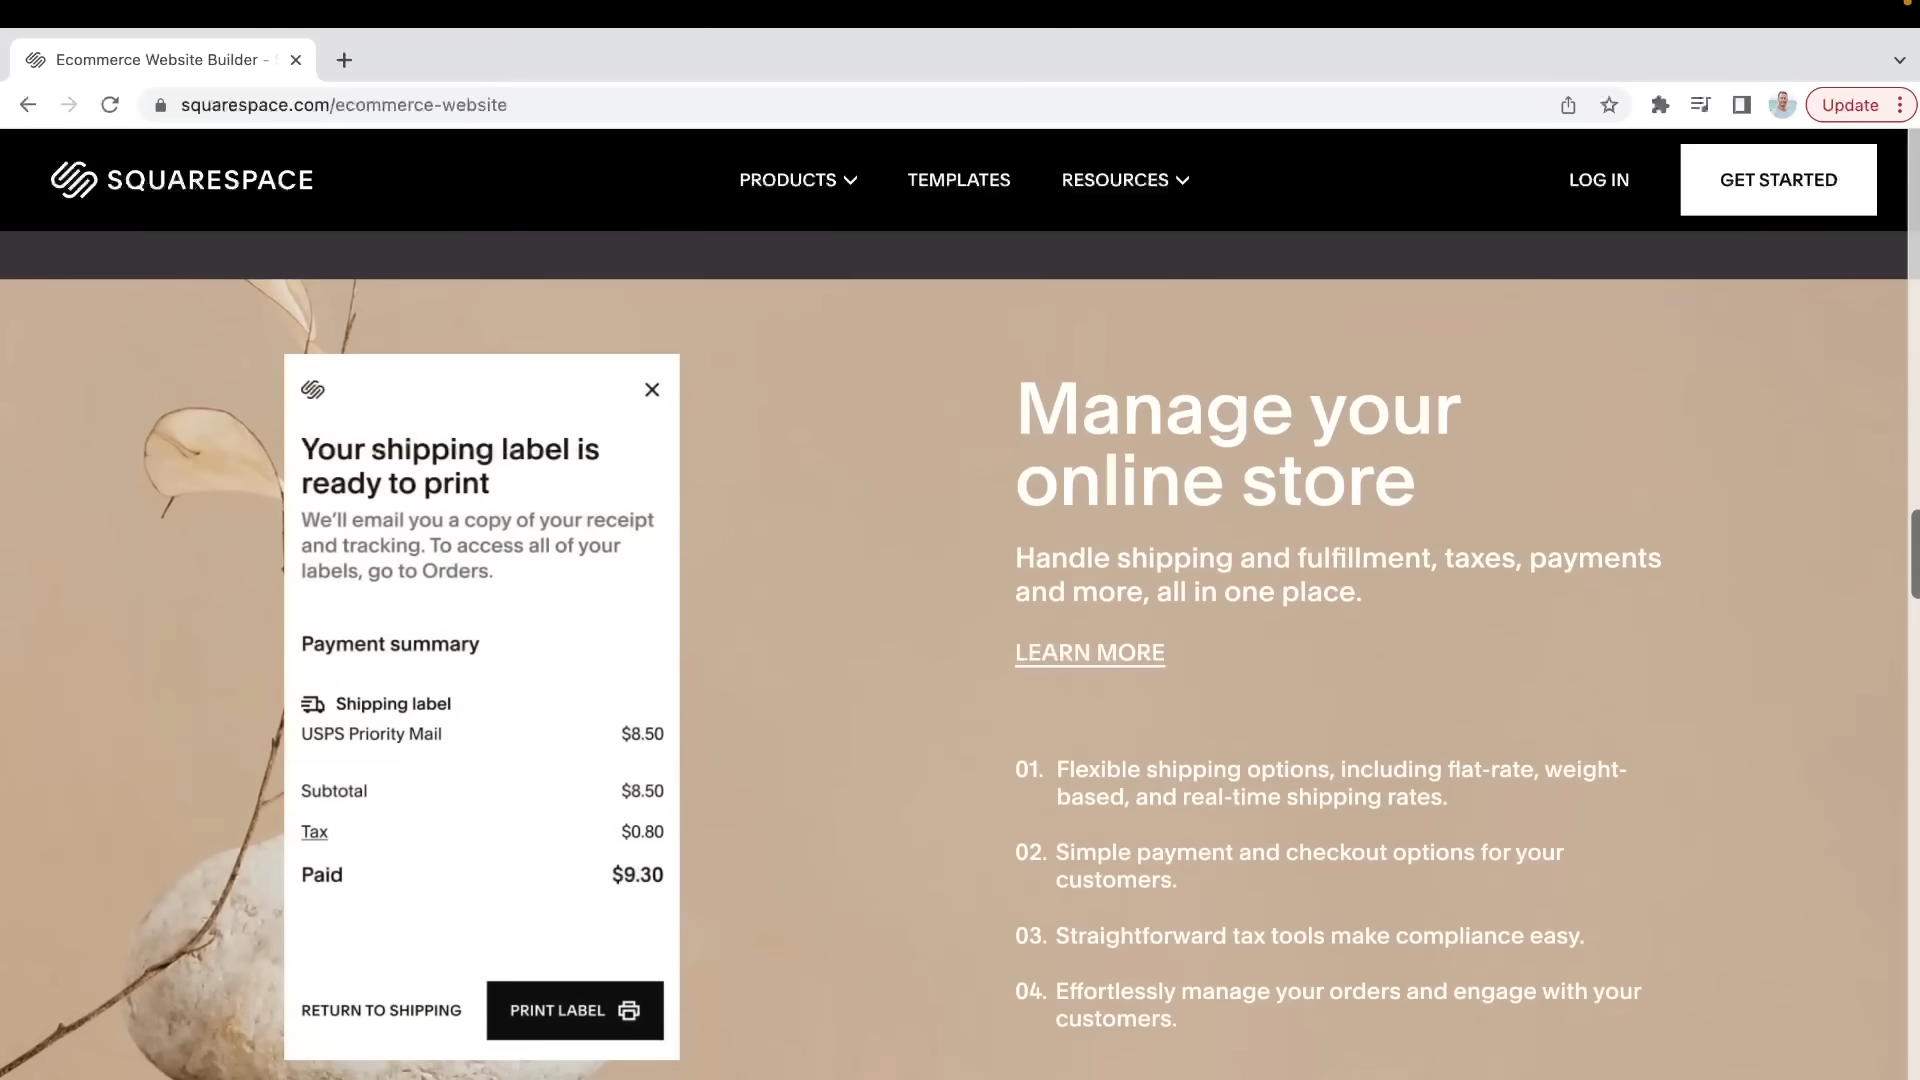 Ecommerce Website Builder -
squarespace.com/ecommerce-website
Update
SQUARESPACE
PRODUCTS
TEMPLATES
RESOURCES
LOG IN
GET STARTED
Your shipping label is
ready to print
We'll email you a copy of your receipt
and tracking. To access all of your
labels, go to Orders.
Payment summary
Shipping label
USPS Priority Mail $8.50
Subtotal $8.50
Tax $0.80
Paid $9.30
RETURN TO SHIPPING
PRINT LABEL
Manage your
online store
Handle shipping and fulfillment, taxes, payments
and more, all in one place.
LEARN MORE
01. Flexible shipping options, including flat-rate, weight-
based, and real-time shipping rates.
02. Simple payment and checkout options for your
customers.
03. Straightforward tax tools make compliance easy.
04. Effortlessly manage your orders and engage with your
customers.